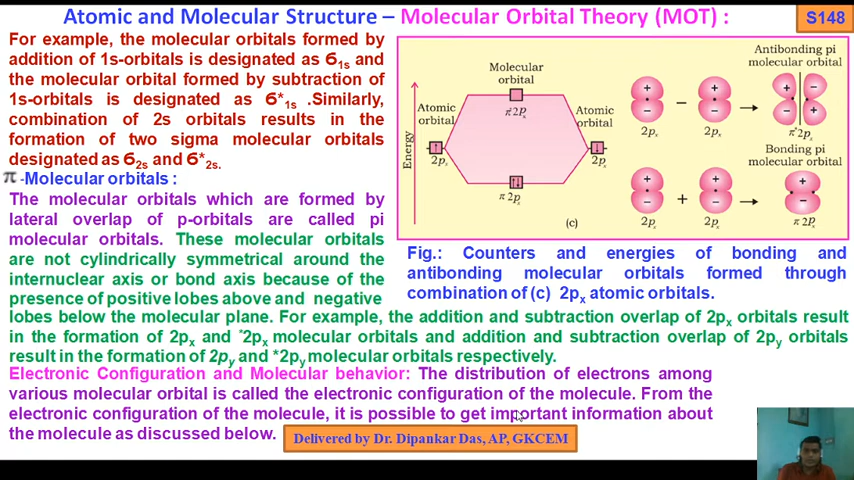 Atomic and Molecular Structure – Molecular Orbital Theory (MOT) :
S148
For example, the molecular orbitals formed by
addition of 1s-orbitals is designated as б1s and
the molecular orbital formed by subtraction of
1s-orbitals is designated as б*1s .Similarly,
combination of 2s orbitals results in the
formation of two sigma molecular orbitals
designated as б2s and б*2s.
π -Molecular orbitals :
The molecular orbitals which are formed by
lateral overlap of p-orbitals are called pi
molecular orbitals. These molecular orbitals
are not cylindrically symmetrical around the
internuclear axis or bond axis because of the
presence of positive lobes above and negative
lobes below the molecular plane. For example, the addition and subtraction overlap of 2px orbitals result
in the formation of 2px and *2px molecular orbitals and addition and subtraction overlap of 2py orbitals
result in the formation of 2py and *2py molecular orbitals respectively.
Electronic Configuration and Molecular behavior: The distribution of electrons among
various molecular orbital is called the electronic configuration of the molecule. From the
electronic configuration of the molecule, it is possible to get important information about
the molecule as discussed below.
Energy
Atomic
orbital
↑
2px
Molecular
orbital
π*2px
↑↓
π 2px
Atomic
orbital
↓
2px
(c)
Antibonding pi
molecular orbital
+ − + → + − − +
2px 2px π*2px
Bonding pi
molecular orbital
+ + + → + −
2px 2px π 2px
Fig.: Counters and energies of bonding and
antibonding molecular orbitals formed through
combination of (c) 2px atomic orbitals.
Delivered by Dr. Dipankar Das, AP, GKCEM